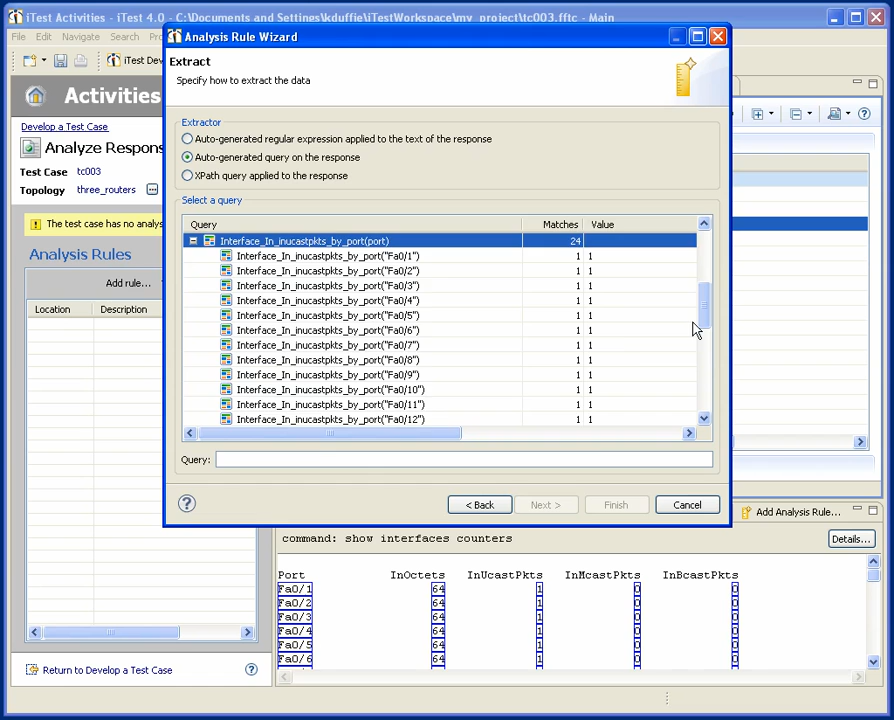 iTest Activities - iTest 4.0 - C:\Documents and Settings\kduffie\iTestWorkspace\my_project\tc003.fftc - Main
File Edit Navigate
Analysis Rule Wizard
Extract
Specify how to extract the data
Extractor
Auto-generated regular expression applied to the text of the response
Auto-generated query on the response
XPath query applied to the response
Select a query
Query Matches Value
Interface_In_inucastpkts_by_port(port) 24
Interface_In_inucastpkts_by_port("Fa0/1") 1 1
Interface_In_inucastpkts_by_port("Fa0/2") 1 1
Interface_In_inucastpkts_by_port("Fa0/3") 1 1
Interface_In_inucastpkts_by_port("Fa0/4") 1 1
Interface_In_inucastpkts_by_port("Fa0/5") 1 1
Interface_In_inucastpkts_by_port("Fa0/6") 1 1
Interface_In_inucastpkts_by_port("Fa0/7") 1 1
Interface_In_inucastpkts_by_port("Fa0/8") 1 1
Interface_In_inucastpkts_by_port("Fa0/9") 1 1
Interface_In_inucastpkts_by_port("Fa0/10") 1 1
Interface_In_inucastpkts_by_port("Fa0/11") 1 1
Interface_In_inucastpkts_by_port("Fa0/12") 1 1
Query:
< Back Next > Finish Cancel
iTest Dev
Activities
Develop a Test Case
Analyze Respons
Test Case tc003
Topology three_routers
The test case has no analys
Analysis Rules
Add rule...
Location Description
Return to Develop a Test Case
Add Analysis Rule...
command: show interfaces counters
Details...
Port InOctets InUcastPkts InMcastPkts InBcastPkts
Fa0/1 64 1 0 0
Fa0/2 64 1 0 0
Fa0/3 64 1 0 0
Fa0/4 64 1 0 0
Fa0/5 64 1 0 0
Fa0/6 64 1 0 0